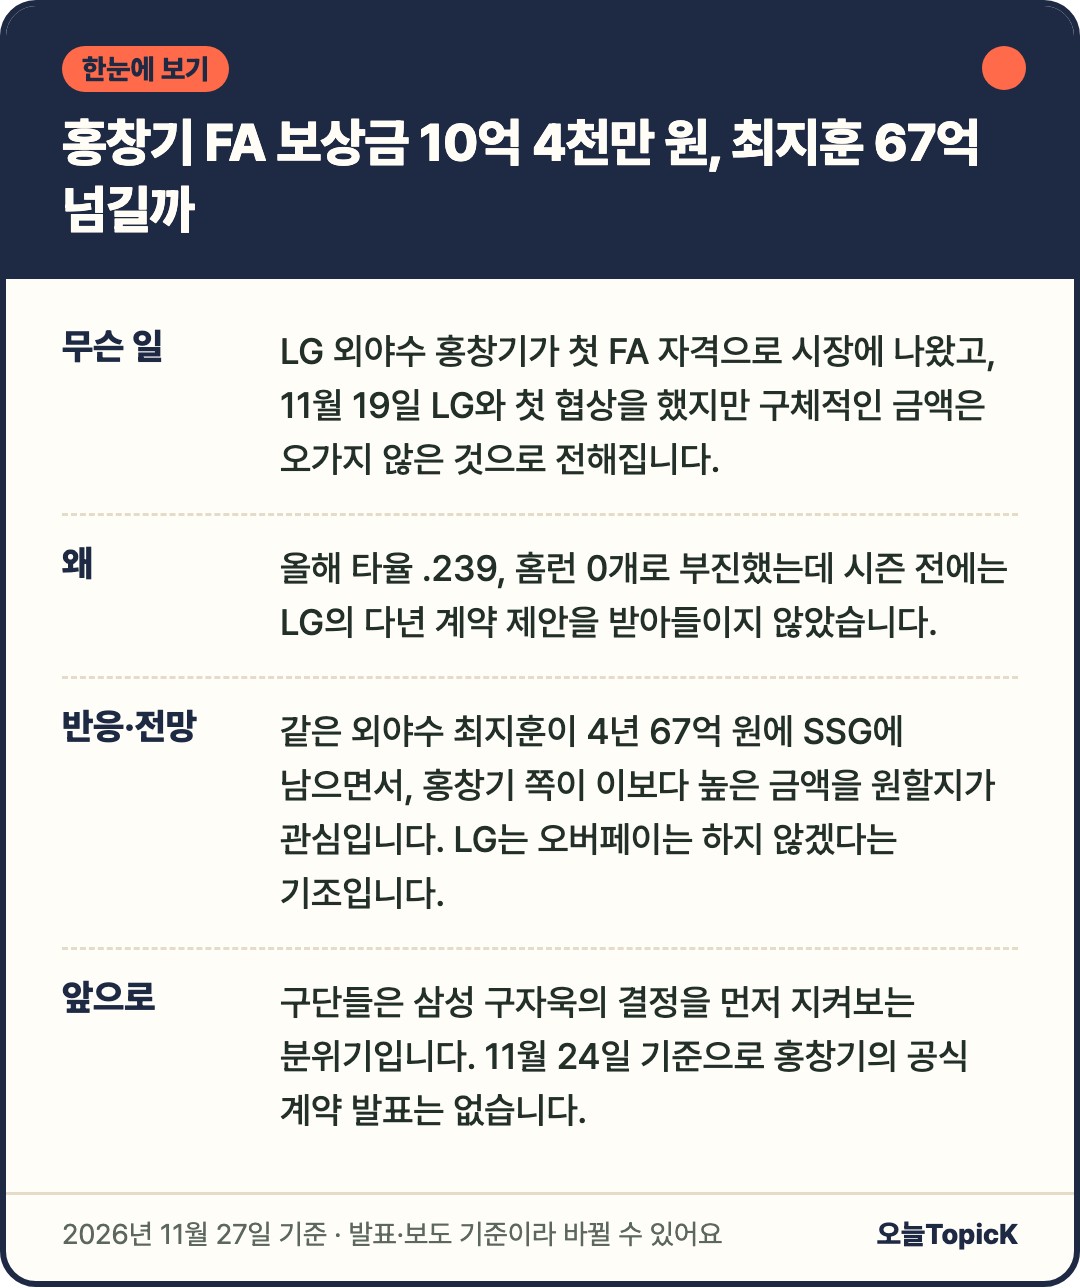 한눈에 보기
홍창기 FA 보상금 10억 4천만 원, 최지훈 67억
넘길까
무슨 일
LG 외야수 홍창기가 첫 FA 자격으로 시장에 나왔고,
11월 19일 LG와 첫 협상을 했지만 구체적인 금액은
오가지 않은 것으로 전해집니다.
왜
올해 타율 .239, 홈런 0개로 부진했는데 시즌 전에는
LG의 다년 계약 제안을 받아들이지 않았습니다.
반응·전망
같은 외야수 최지훈이 4년 67억 원에 SSG에
남으면서, 홍창기 쪽이 이보다 높은 금액을 원할지가
관심입니다. LG는 오버페이는 하지 않겠다는
기조입니다.
앞으로
구단들은 삼성 구자욱의 결정을 먼저 지켜보는
분위기입니다. 11월 24일 기준으로 홍창기의 공식
계약 발표는 없습니다.
2026년 11월 27일 기준 · 발표·보도 기준이라 바뀔 수 있어요
오늘TopicK